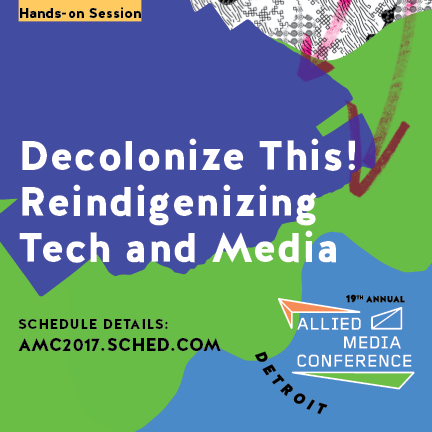 Hands-on Session
Decolonize This!
Reindigenizing
Tech and Media
SCHEDULE DETAILS:
AMC2017.SCHED.COM
19TH ANNUAL
ALLIED
MEDIA
CONFERENCE
DETROIT